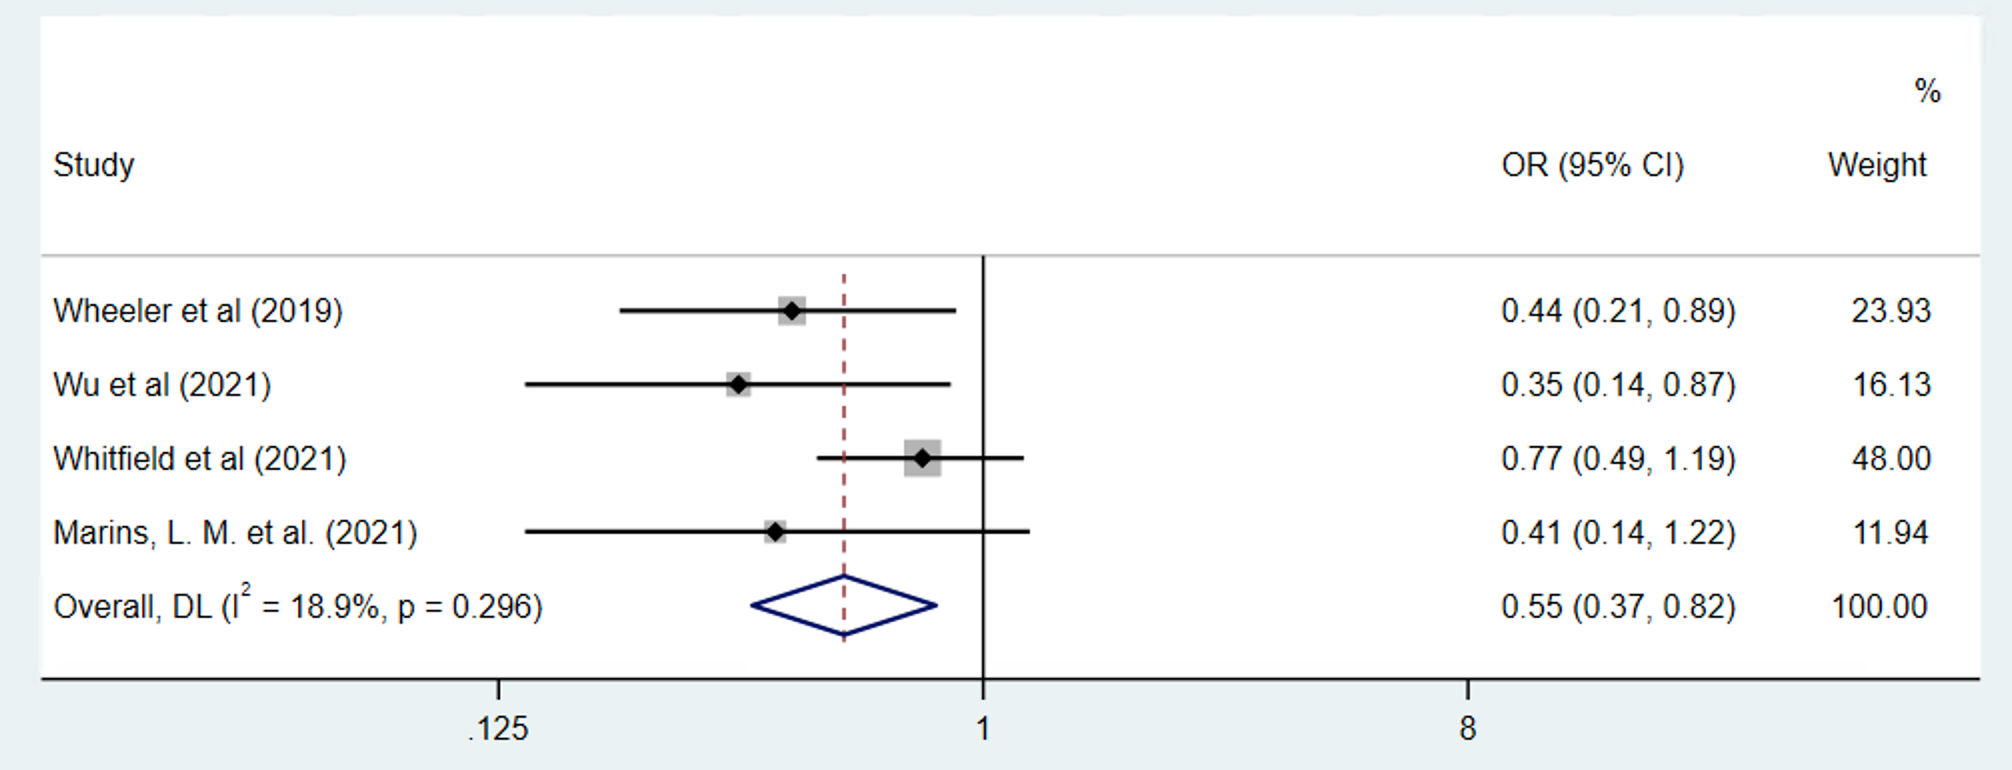 %
Study OR (95% CI) Weight
Wheeler et al (2019) 0.44 (0.21, 0.89) 23.93
Wu et al (2021) 0.35 (0.14, 0.87) 16.13
Whitfield et al (2021) 0.77 (0.49, 1.19) 48.00
Marins, L. M. et al. (2021) 0.41 (0.14, 1.22) 11.94
Overall, DL (I² = 18.9%, p = 0.296) 0.55 (0.37, 0.82) 100.00
.125 1 8